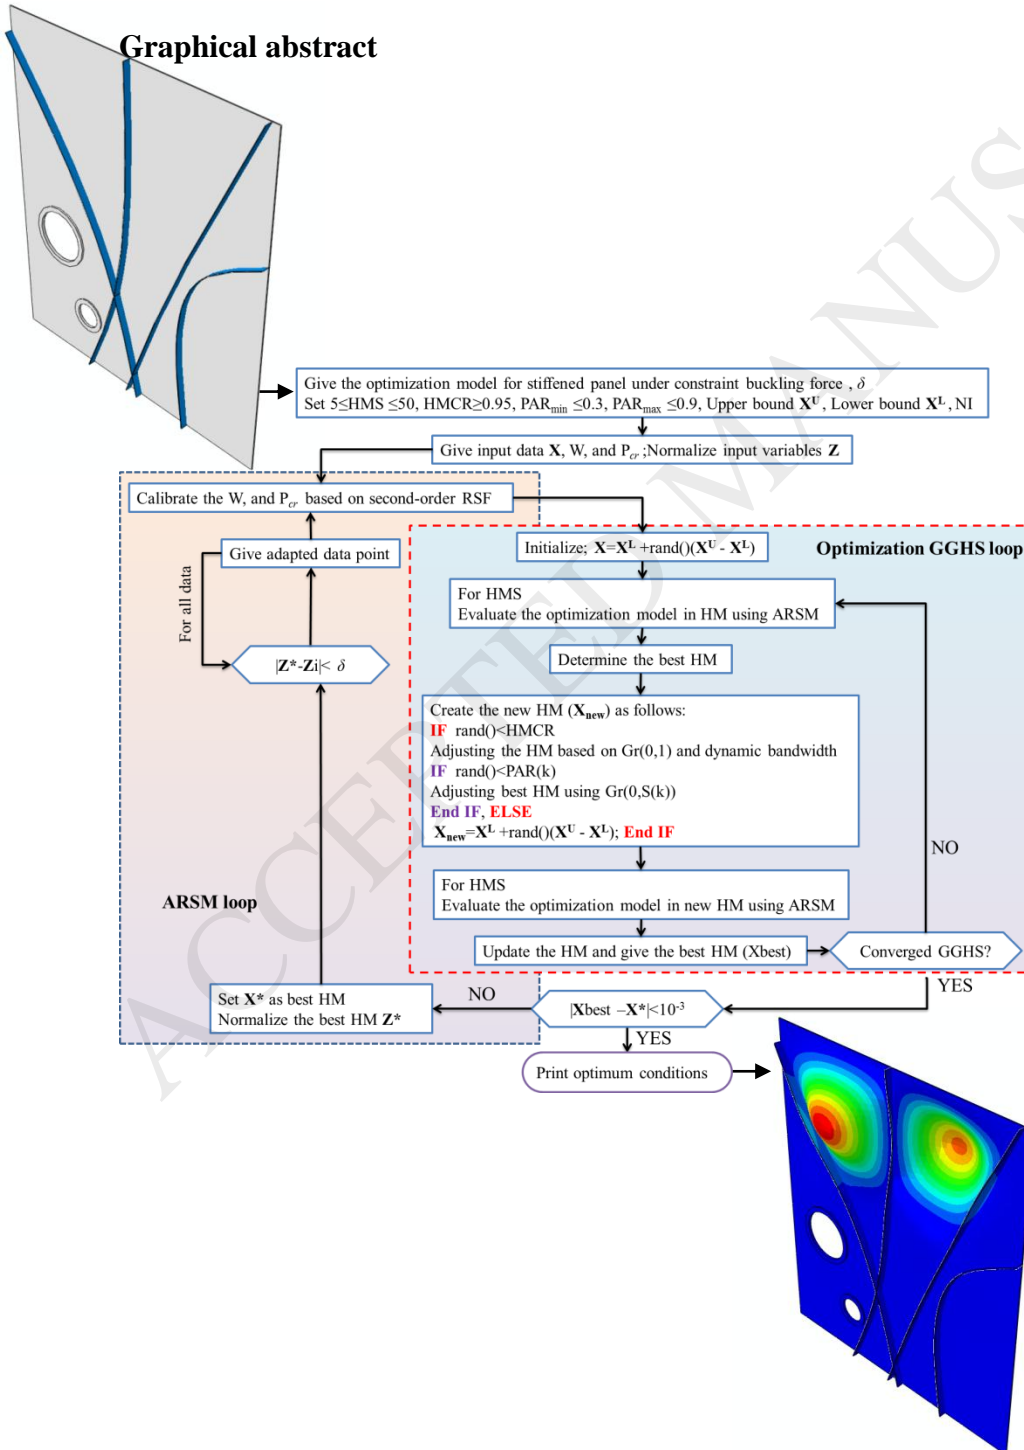 Graphical abstract
Give the optimization model for stiffened panel under constraint buckling force , δ
Set 5≤HMS ≤50, HMCR≥0.95, PARmin ≤0.3, PARmax ≤0.9, Upper bound X^U, Lower bound X^L, NI
Give input data X, W, and Pcr ;Normalize input variables Z
Calibrate the W, and Pcr based on second-order RSF
Give adapted data point
For all data
|Z*-Zi|< δ
ARSM loop
Set X* as best HM
Normalize the best HM Z*
Initialize; X=X^L +rand()(X^U - X^L)
Optimization GGHS loop
For HMS
Evaluate the optimization model in HM using ARSM
Determine the best HM
Create the new HM (Xnew) as follows:
IF rand()<HMCR
Adjusting the HM based on Gr(0,1) and dynamic bandwidth
IF rand()<PAR(k)
Adjusting best HM using Gr(0,S(k))
End IF, ELSE
Xnew=X^L +rand()(X^U - X^L); End IF
For HMS
Evaluate the optimization model in new HM using ARSM
Update the HM and give the best HM (Xbest)
Converged GGHS?
NO
YES
|Xbest –X*|<10^-3
NO
YES
Print optimum conditions
ACCEPTED MANUS